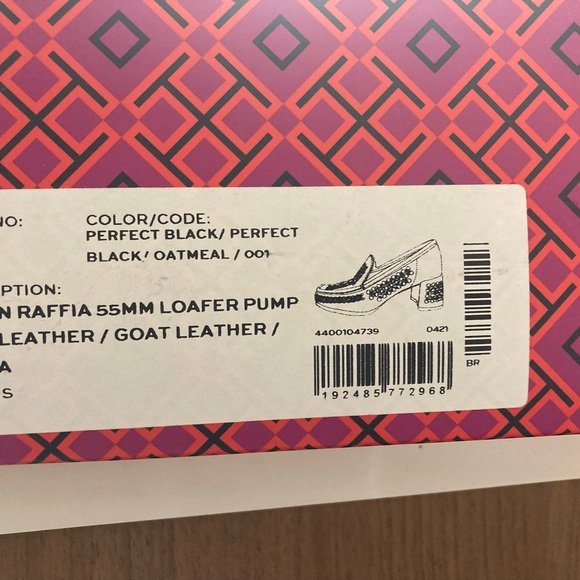 NO:
COLOR/CODE:
PERFECT BLACK/ PERFECT
BLACK/ OATMEAL / 001
PTION:
N RAFFIA 55MM LOAFER PUMP
LEATHER / GOAT LEATHER /
A
OS
4400104739 0421
192485 772968
BR